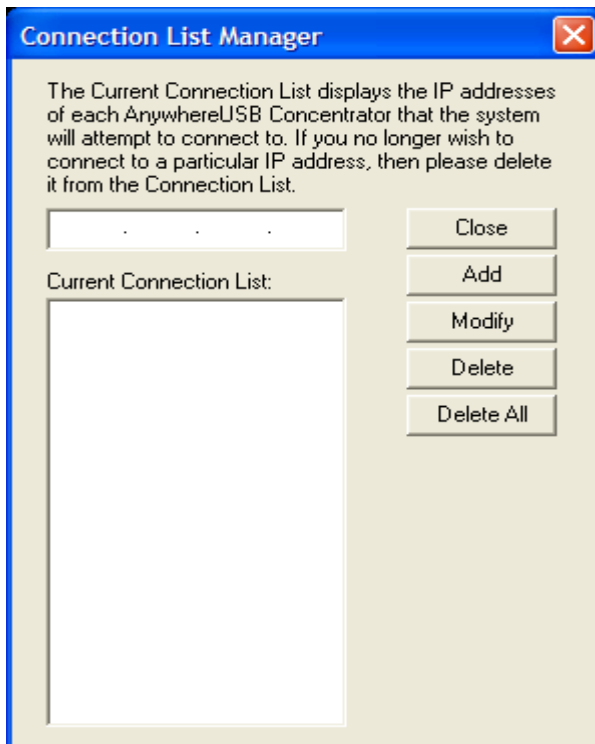 Connection List Manager
The Current Connection List displays the IP addresses
of each AnywhereUSB Concentrator that the system
will attempt to connect to. If you no longer wish to
connect to a particular IP address, then please delete
it from the Connection List.
. . .
Close
Add
Current Connection List:
Modify
Delete
Delete All